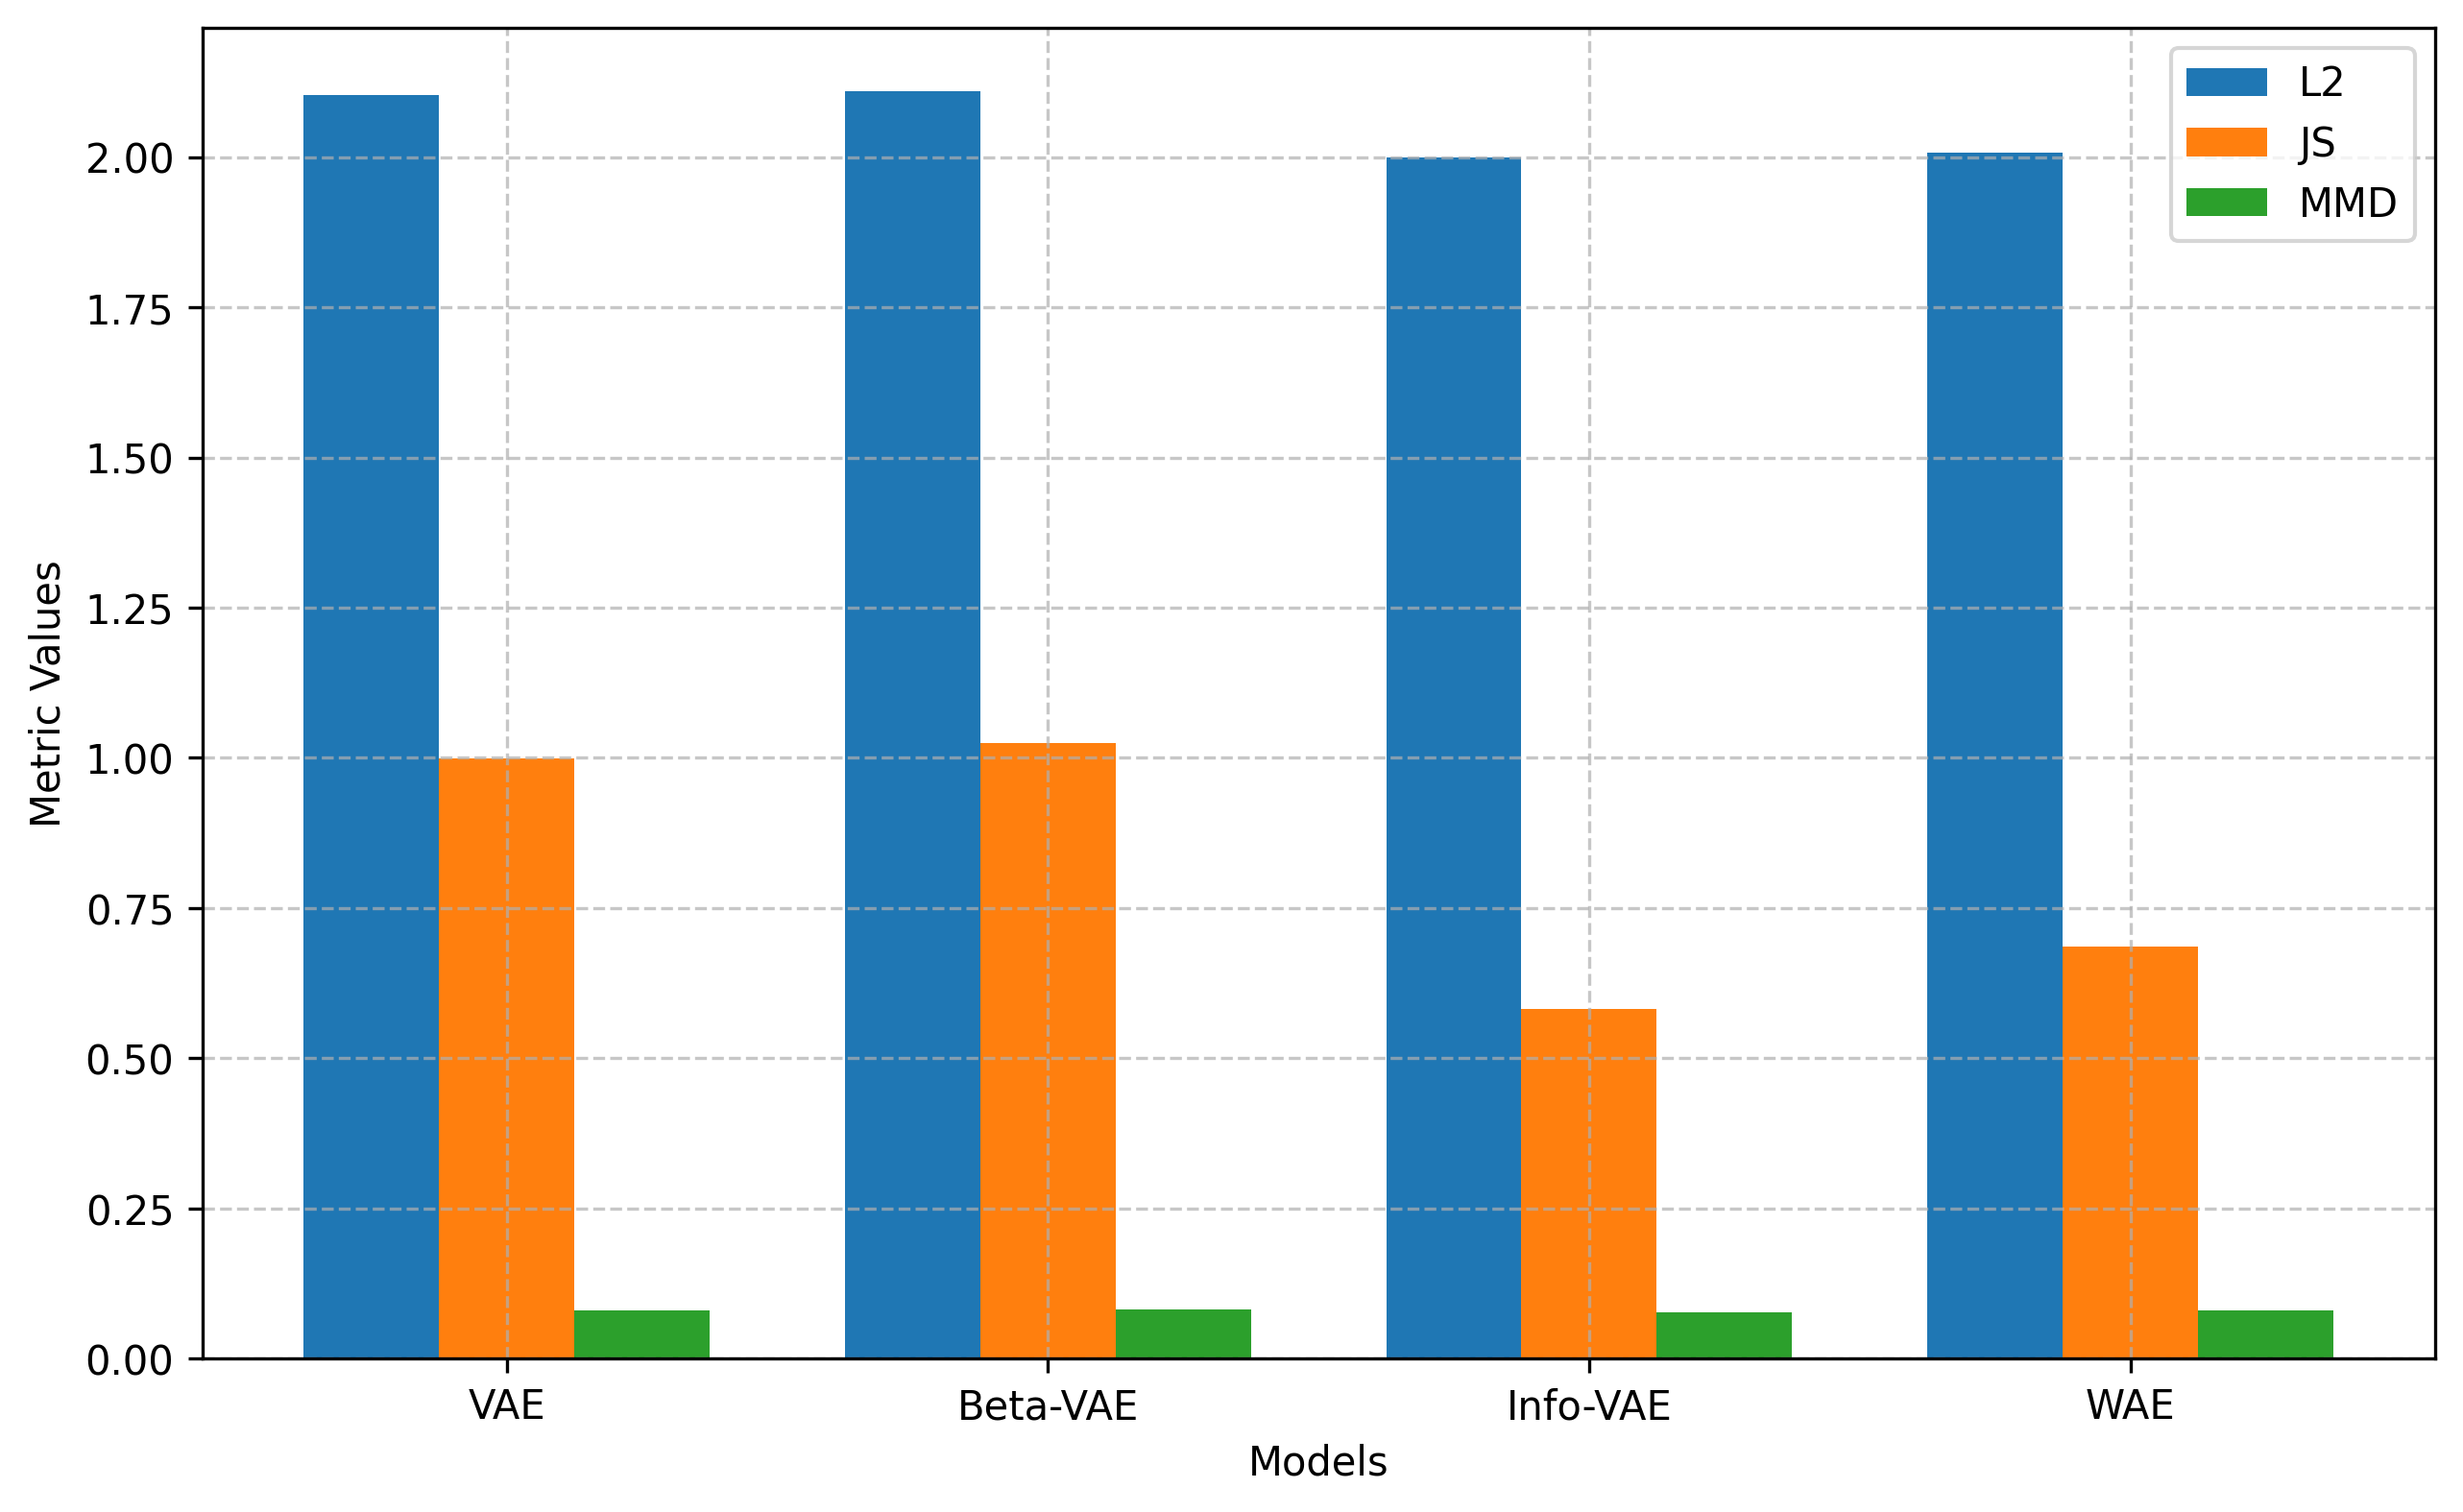 L2
JS
MMD
2.00
1.75
1.50
1.25
1.00
0.75
0.50
0.25
0.00
Metric Values
VAE
Beta-VAE
Info-VAE
WAE
Models